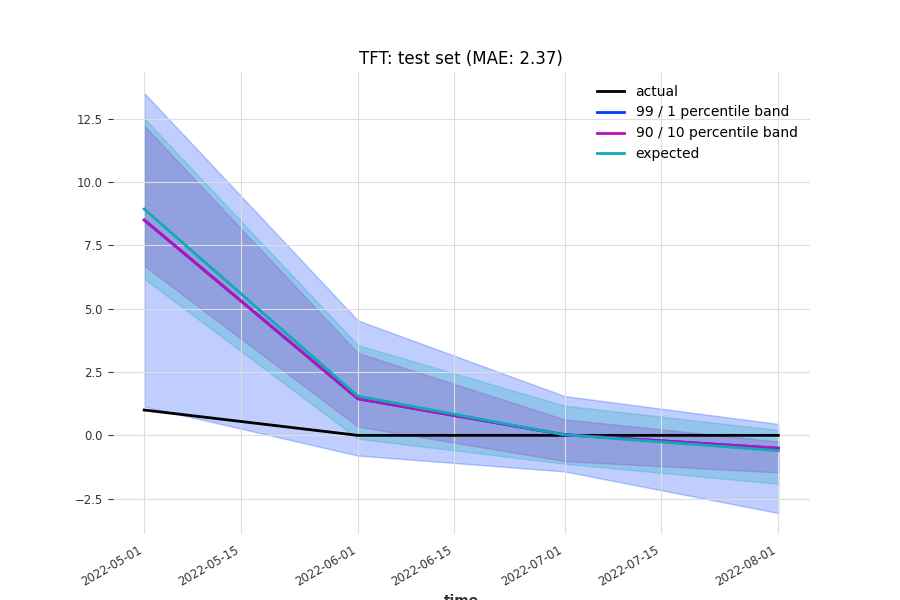 TFT: test set (MAE: 2.37)
actual
99 / 1 percentile band
90 / 10 percentile band
expected
12.5
10.0
7.5
5.0
2.5
0.0
−2.5
2022-05-01
2022-05-15
2022-06-01
2022-06-15
2022-07-01
2022-07-15
2022-08-01
time